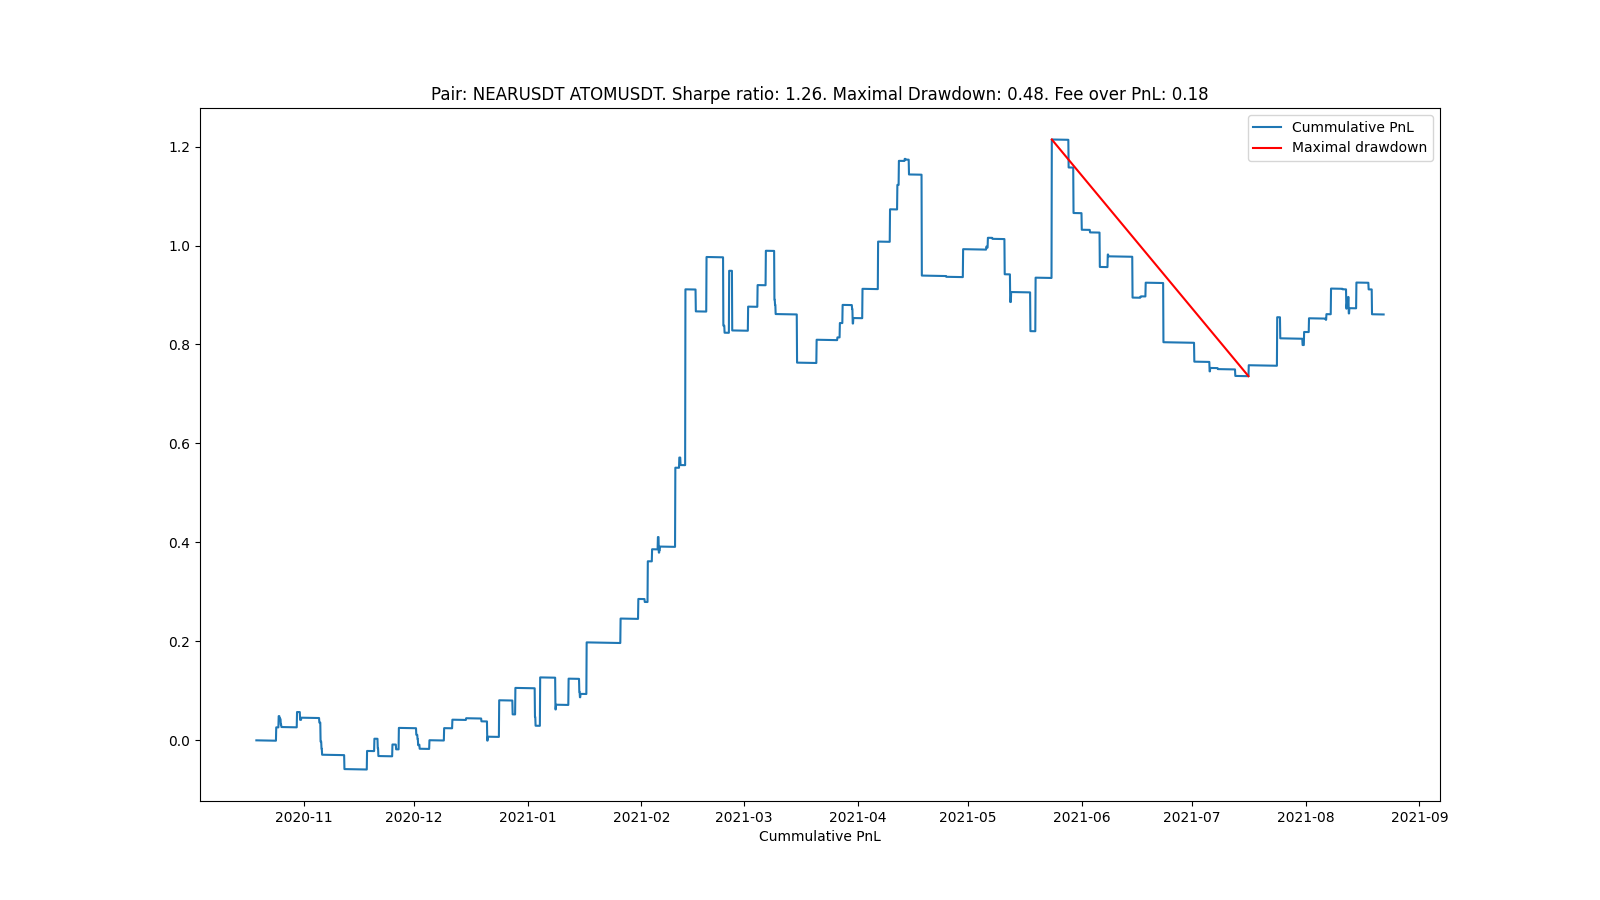 Pair: NEARUSDT ATOMUSDT. Sharpe ratio: 1.26. Maximal Drawdown: 0.48. Fee over PnL: 0.18
Cummulative PnL
Maximal drawdown
1.2
1.0
0.8
0.6
0.4
0.2
0.0
2020-11 2020-12 2021-01 2021-02 2021-03 2021-04 2021-05 2021-06 2021-07 2021-08 2021-09
Cummulative PnL